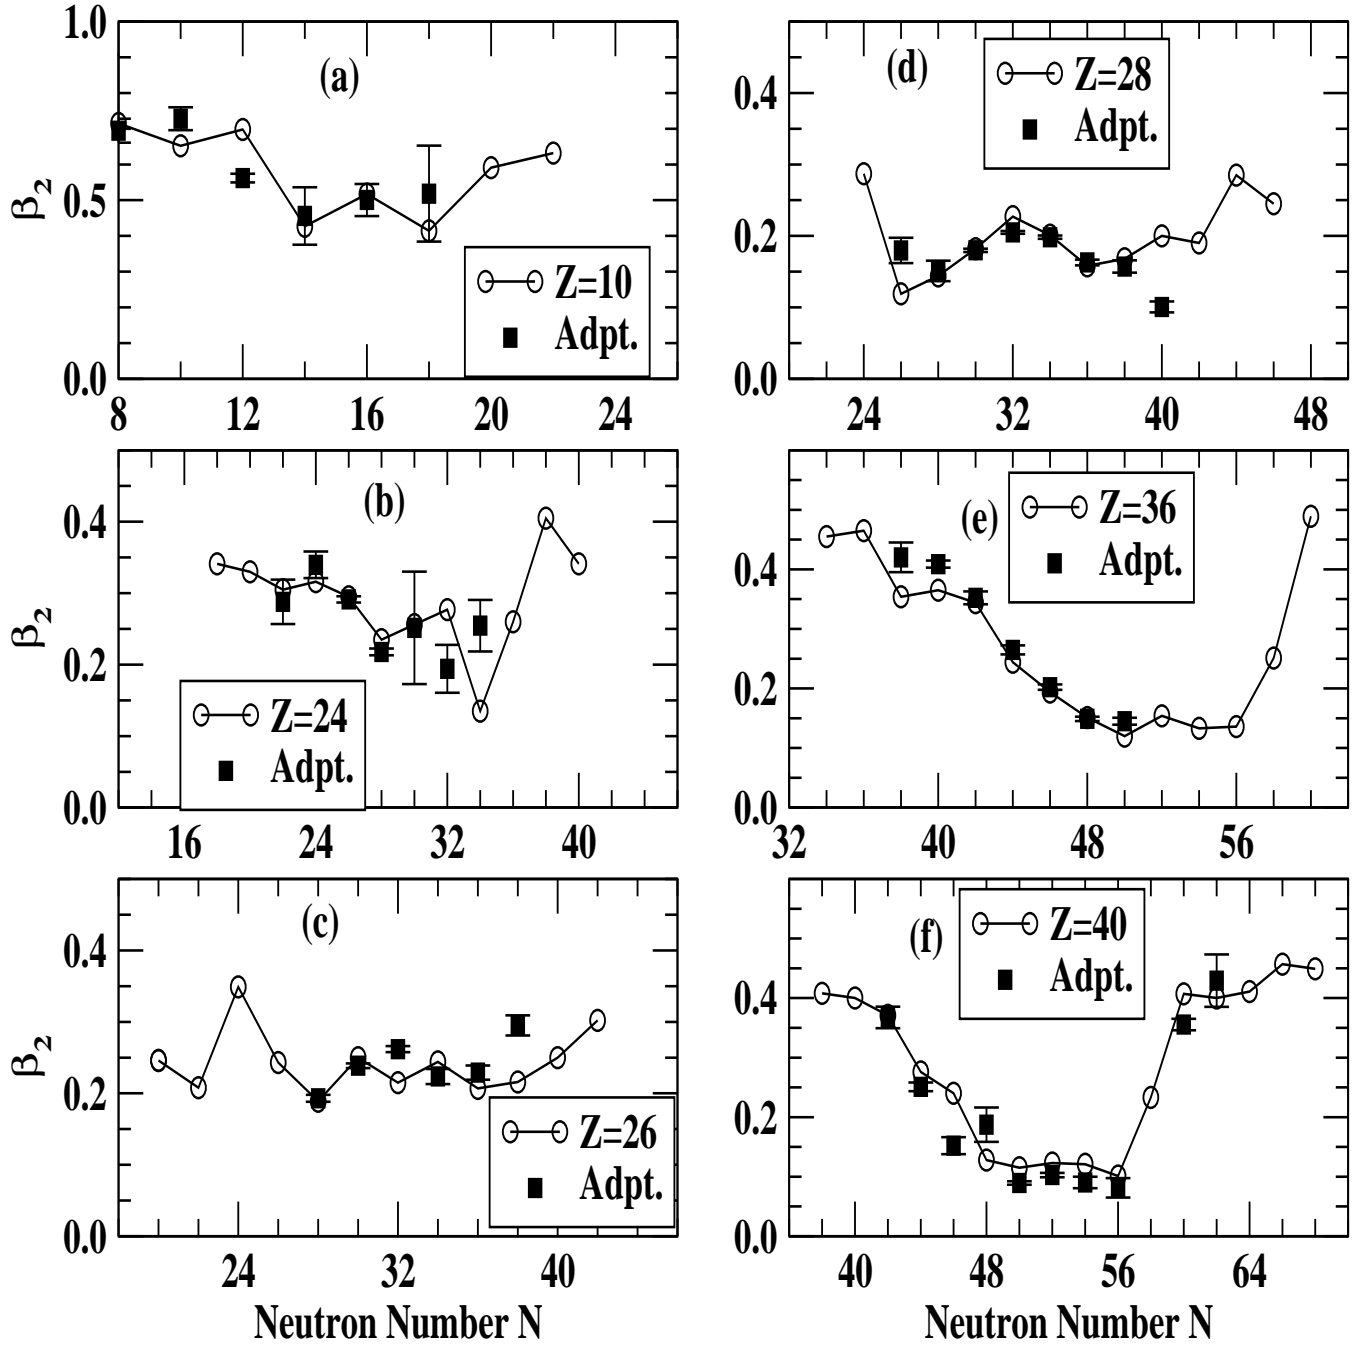 1.0
(a)
β2
0.5
Z=10
Adpt.
0.0
8 12 16 20 24
(d)
Z=28
Adpt.
0.4
0.2
0.0
24 32 40 48
(b)
0.4
β2
0.2
Z=24
Adpt.
0.0
16 24 32 40
(e)
Z=36
Adpt.
0.4
0.2
0.0
32 40 48 56
(c)
0.4
β2
0.2
Z=26
Adpt.
0.0
24 32 40
Neutron Number N
(f)
Z=40
Adpt.
0.4
0.2
0.0
40 48 56 64
Neutron Number N